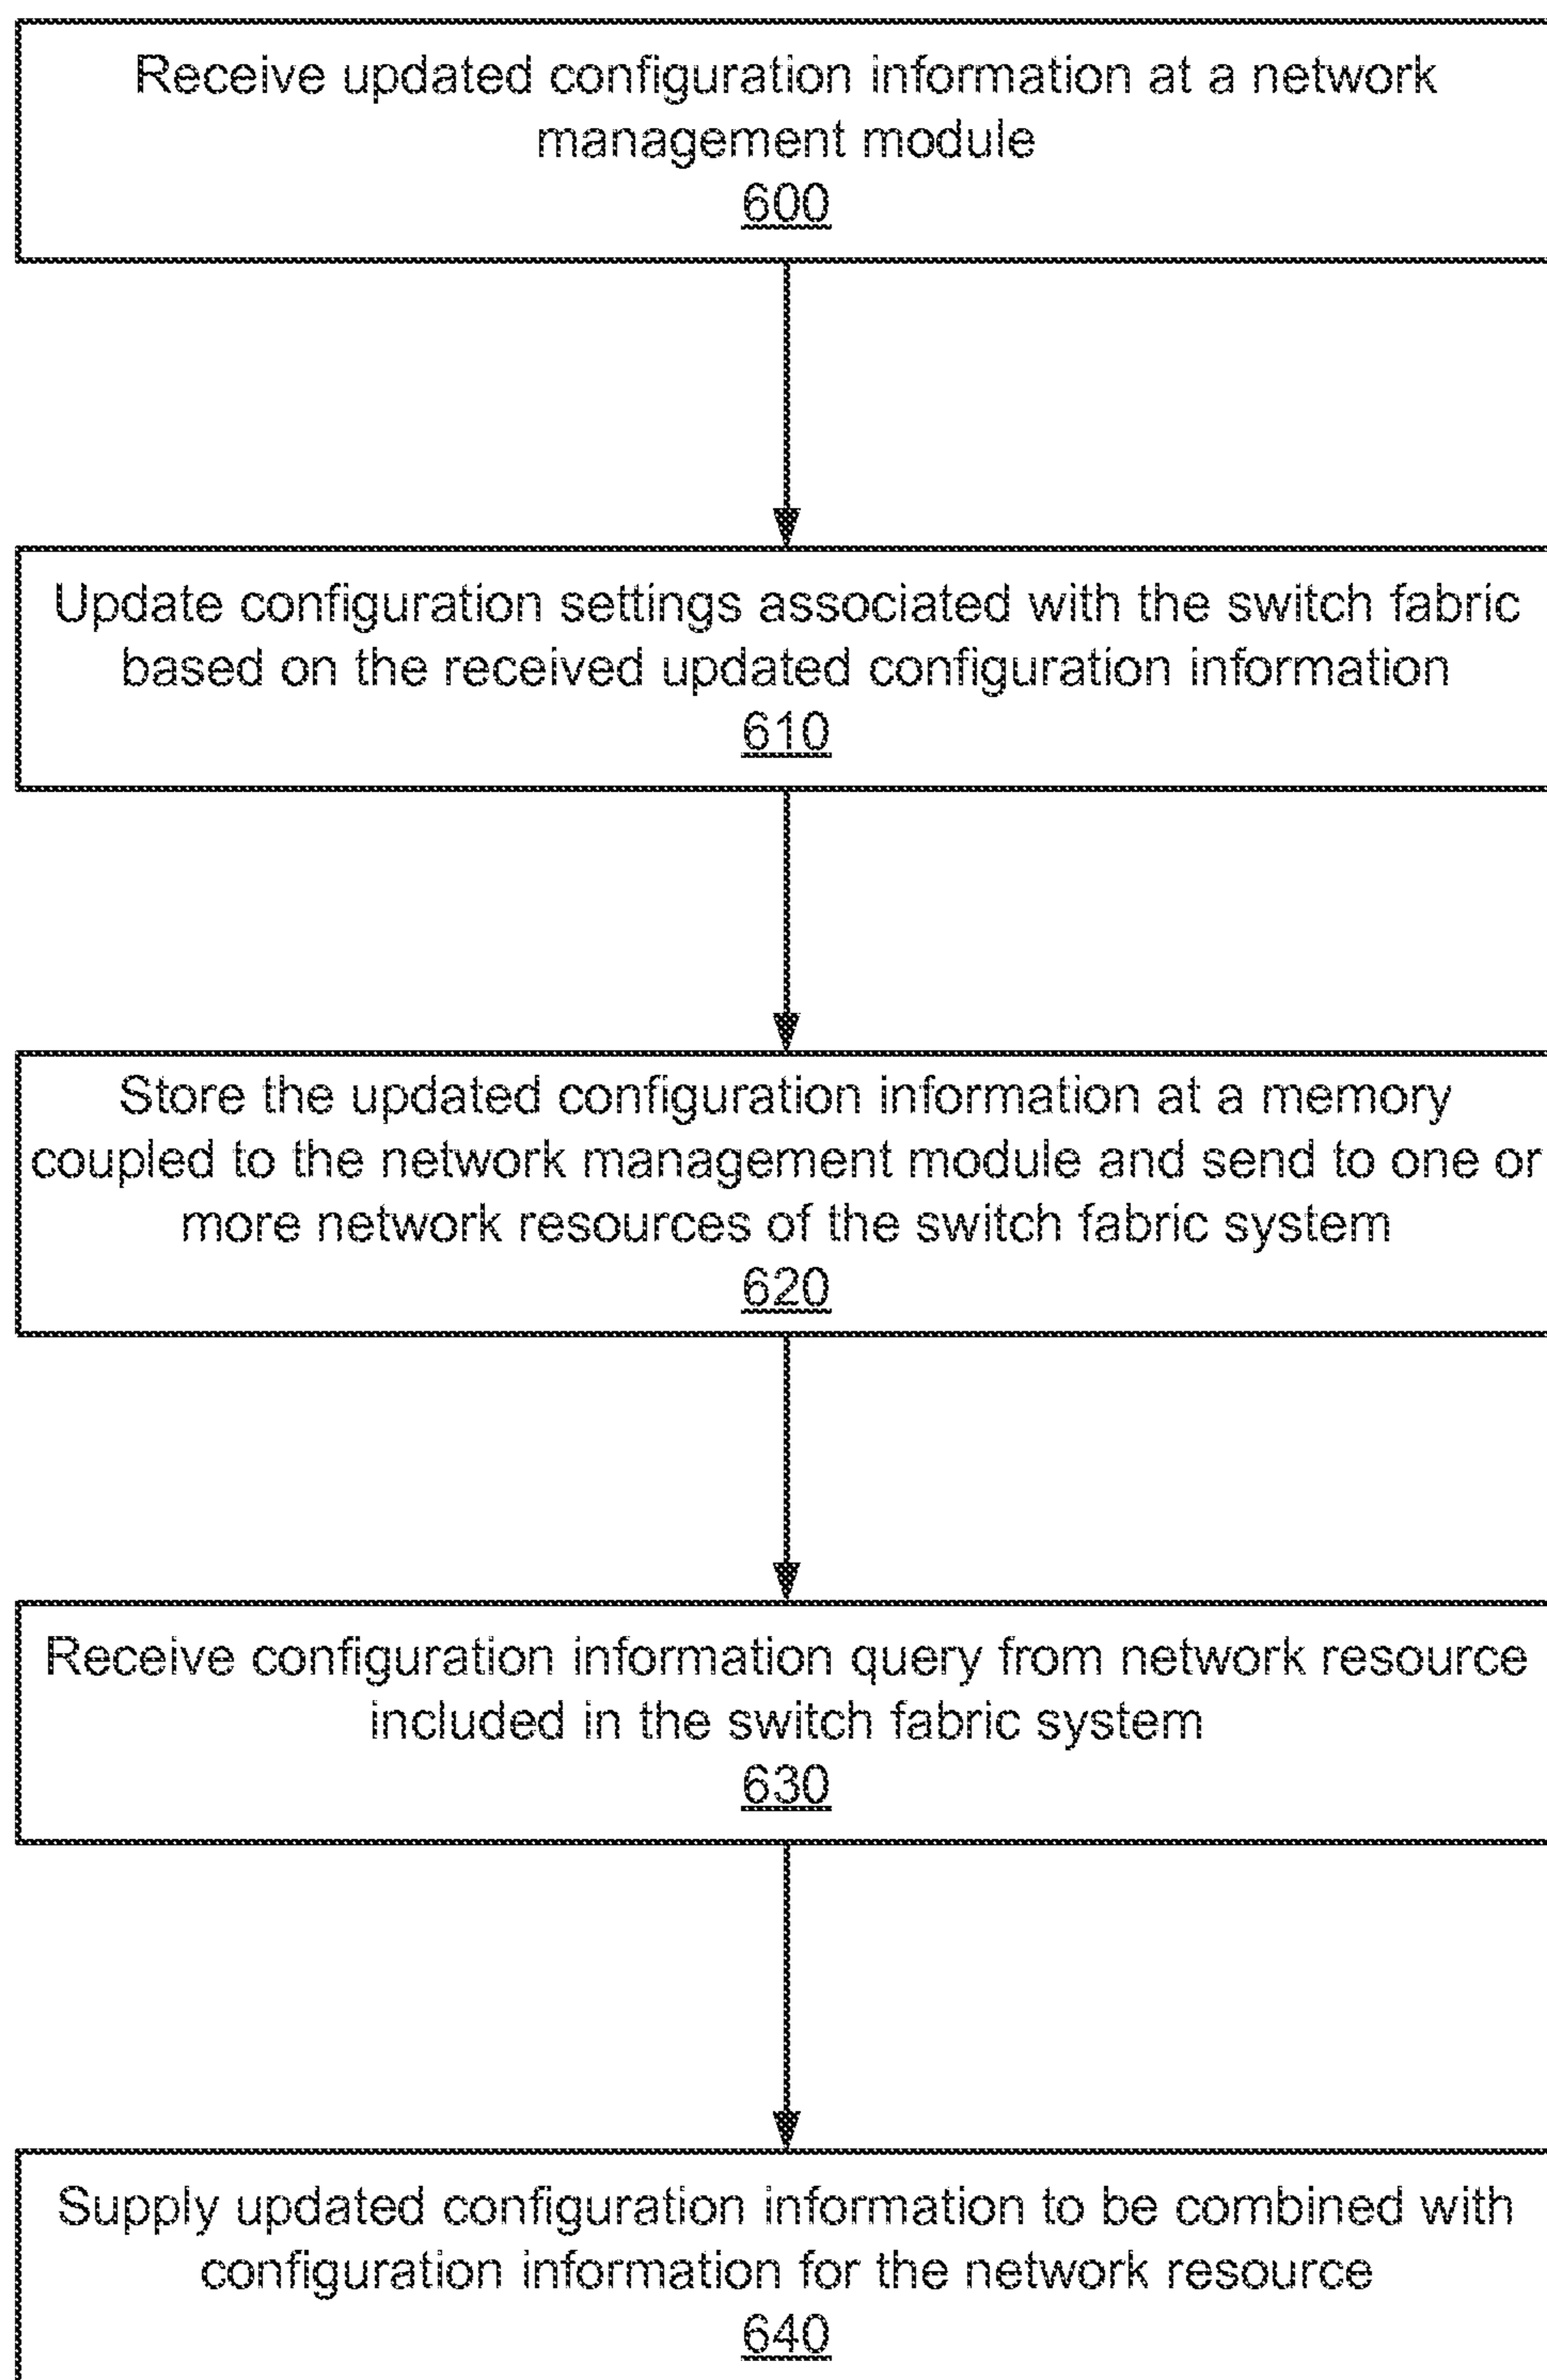 Receive updated configuration information at a network
management module
600
Update configuration settings associated with the switch fabric
based on the received updated configuration information
610
Store the updated configuration information at a memory
coupled to the network management module and send to one or
more network resources of the switch fabric system
620
Receive configuration information query from network resource
included in the switch fabric system
630
Supply updated configuration information to be combined with
configuration information for the network resource
640